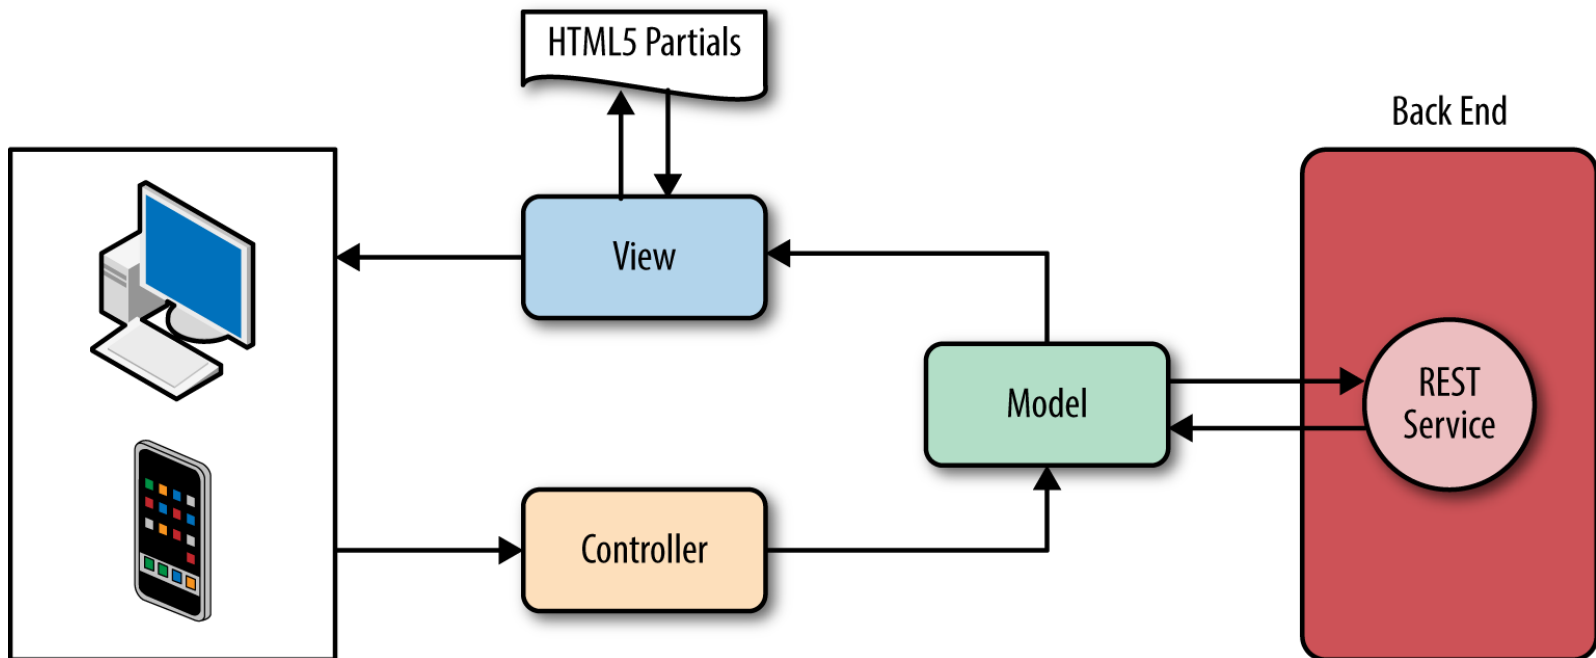 HTML5 Partials
Back End
View
Model
REST
Service
Controller